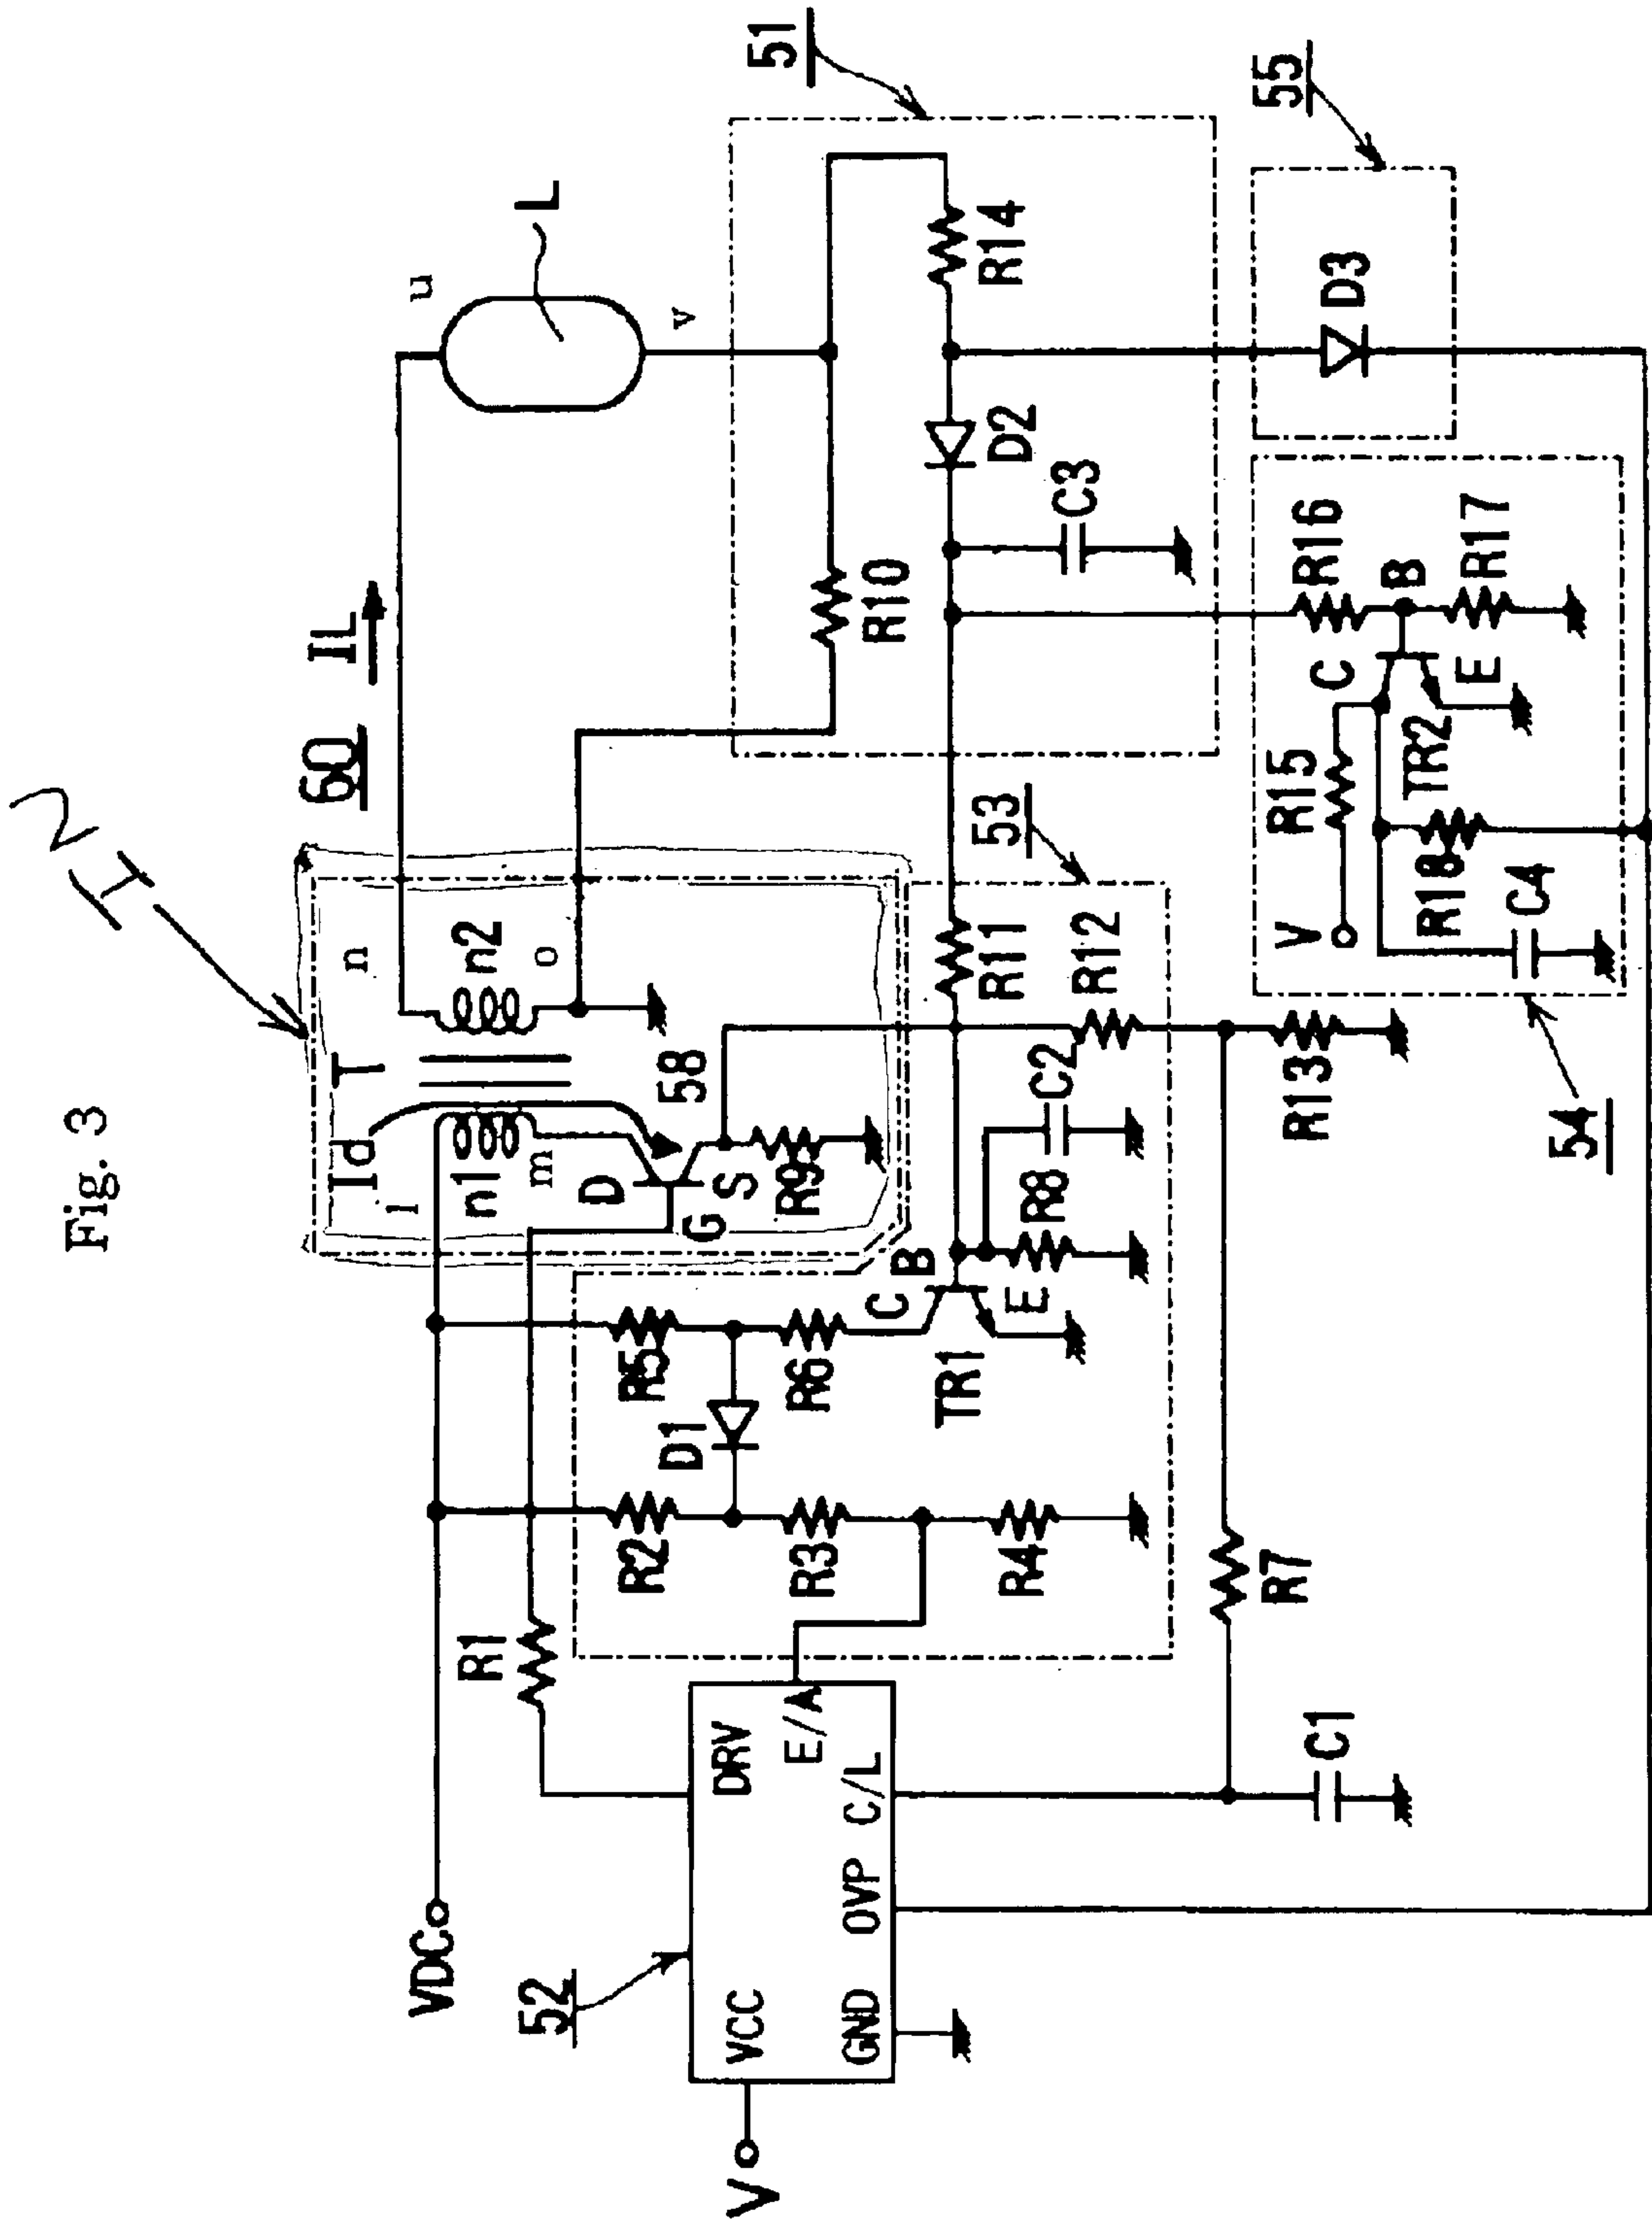 Fig. 3
IN
60
IL
u
L
v
51
55
VDC
l
Id
T
n
n1
n2
m
o
D
G
S
58
R9
R1
R5
R2
D1
R6
R3
R4
C
B
E
TR1
R8
C2
53
R11
R12
R10
R14
D2
C3
D3
R16
B
R17
C
E
R15
TR2
V
R18
C4
54
R13
R7
C1
52
V
VCC
DRV
E/A
GND
OVP
C/L